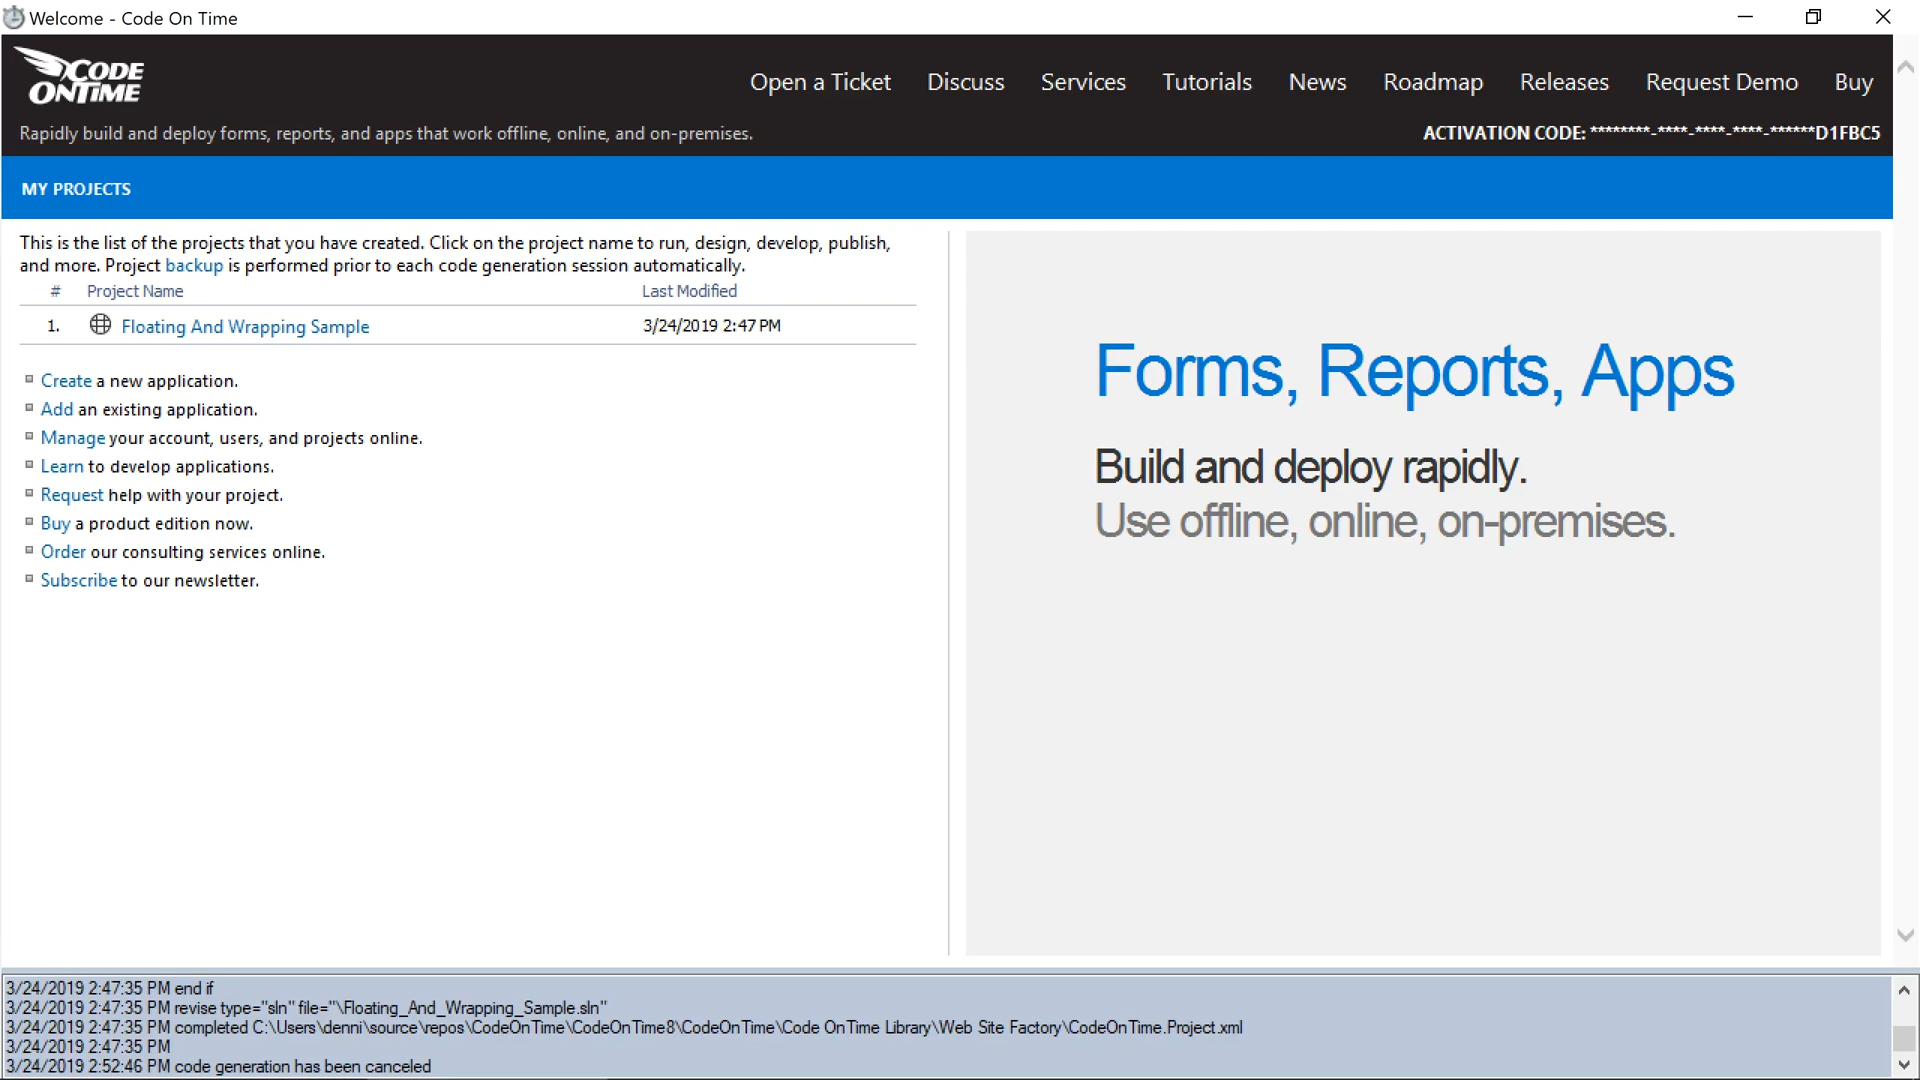 Welcome - Code On Time
CODE
ONTIME
Open a Ticket Discuss Services Tutorials News Roadmap Releases Request Demo Buy
Rapidly build and deploy forms, reports, and apps that work offline, online, and on-premises.
ACTIVATION CODE: ********-****-****-****-******D1FBC5
MY PROJECTS
This is the list of the projects that you have created. Click on the project name to run, design, develop, publish,
and more. Project backup is performed prior to each code generation session automatically.
# Project Name Last Modified
1. Floating And Wrapping Sample 3/24/2019 2:47 PM
Create a new application.
Add an existing application.
Manage your account, users, and projects online.
Learn to develop applications.
Request help with your project.
Buy a product edition now.
Order our consulting services online.
Subscribe to our newsletter.
Forms, Reports, Apps
Build and deploy rapidly.
Use offline, online, on-premises.
3/24/2019 2:47:35 PM end if
3/24/2019 2:47:35 PM revise type="sln" file="\Floating_And_Wrapping_Sample.sln"
3/24/2019 2:47:35 PM completed C:\Users\denni\source\repos\CodeOnTime\CodeOnTime8\CodeOnTime\Code OnTime Library\Web Site Factory\CodeOnTime.Project.xml
3/24/2019 2:47:35 PM
3/24/2019 2:52:46 PM code generation has been canceled